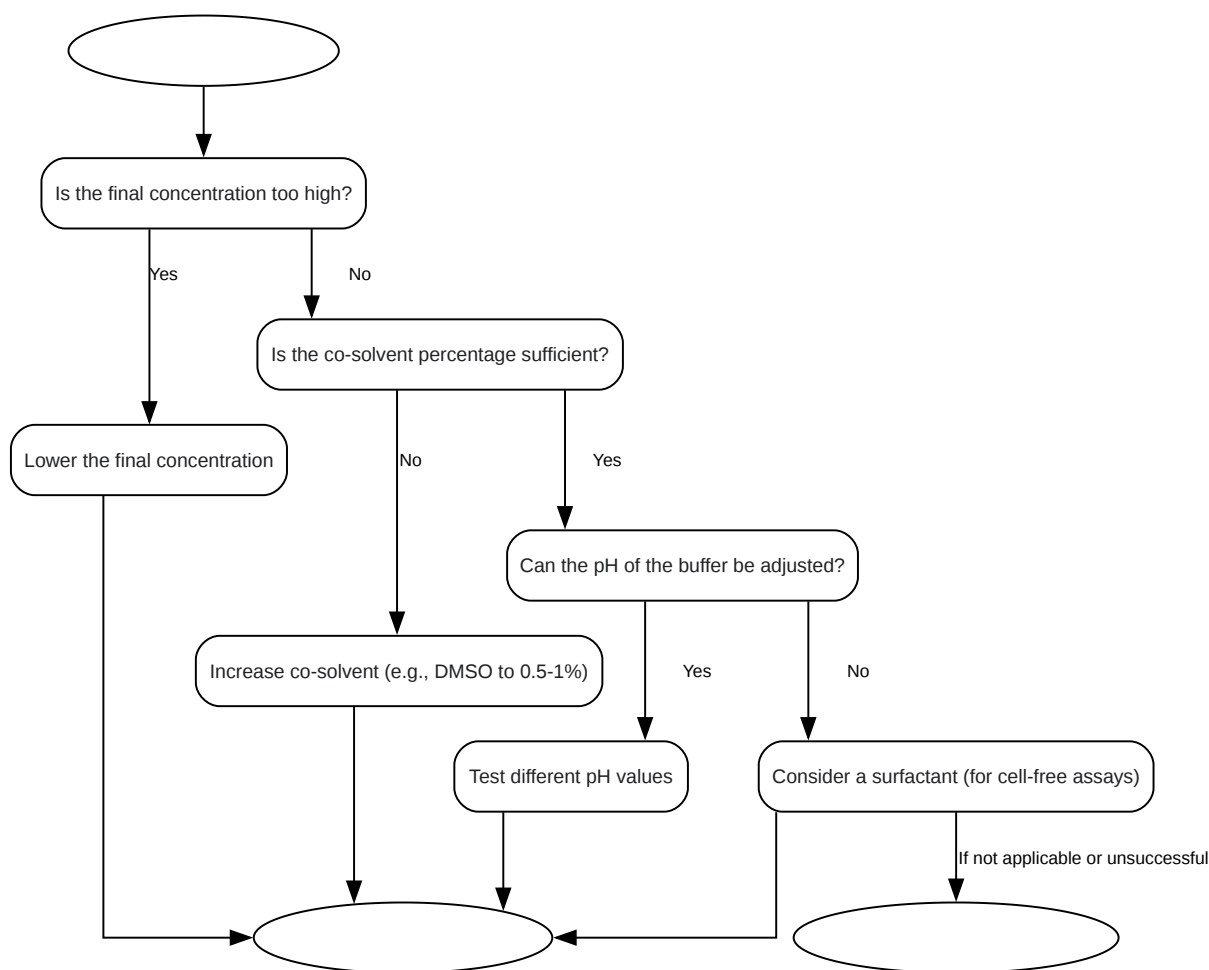 Is the final concentration too high?
Yes
No
Is the co-solvent percentage sufficient?
Lower the final concentration
No
Yes
Can the pH of the buffer be adjusted?
Increase co-solvent (e.g., DMSO to 0.5-1%)
Yes
No
Test different pH values
Consider a surfactant (for cell-free assays)
If not applicable or unsuccessful